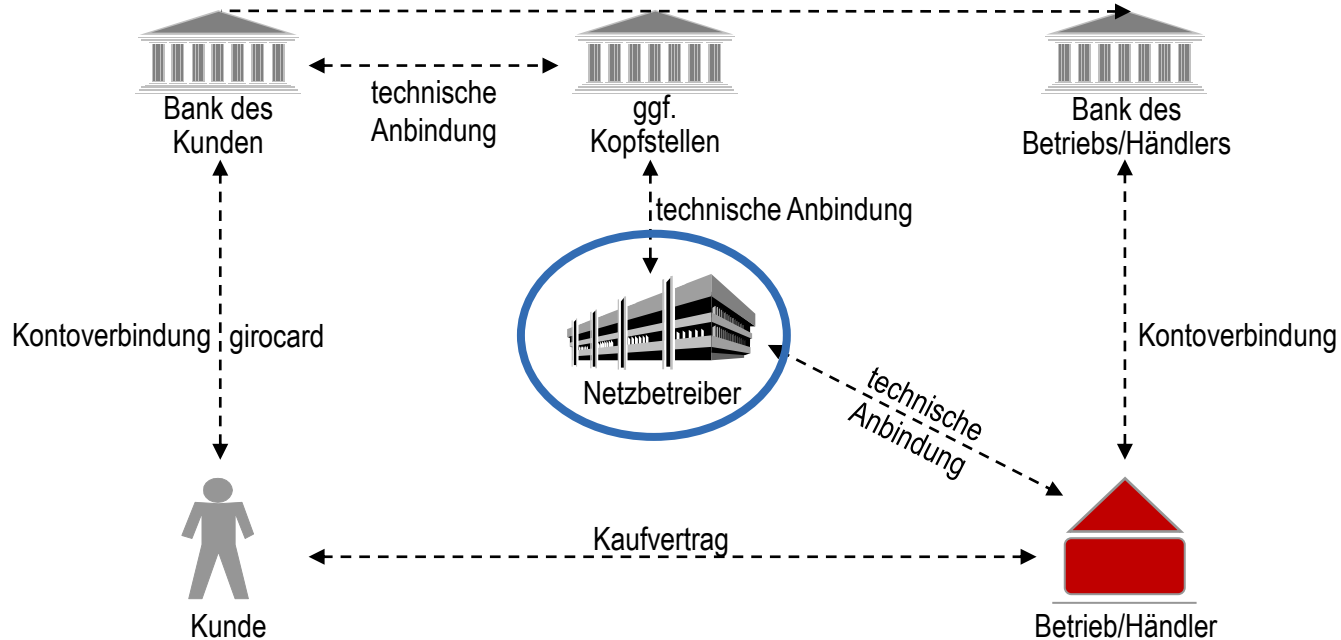 Bank des
Kunden
technische
Anbindung
ggf.
Kopfstellen
Bank des
Betriebs/Händlers
technische Anbindung
Kontoverbindung
girocard
Netzbetreiber
technische
Anbindung
Kontoverbindung
Kaufvertrag
Kunde
Betrieb/Händler